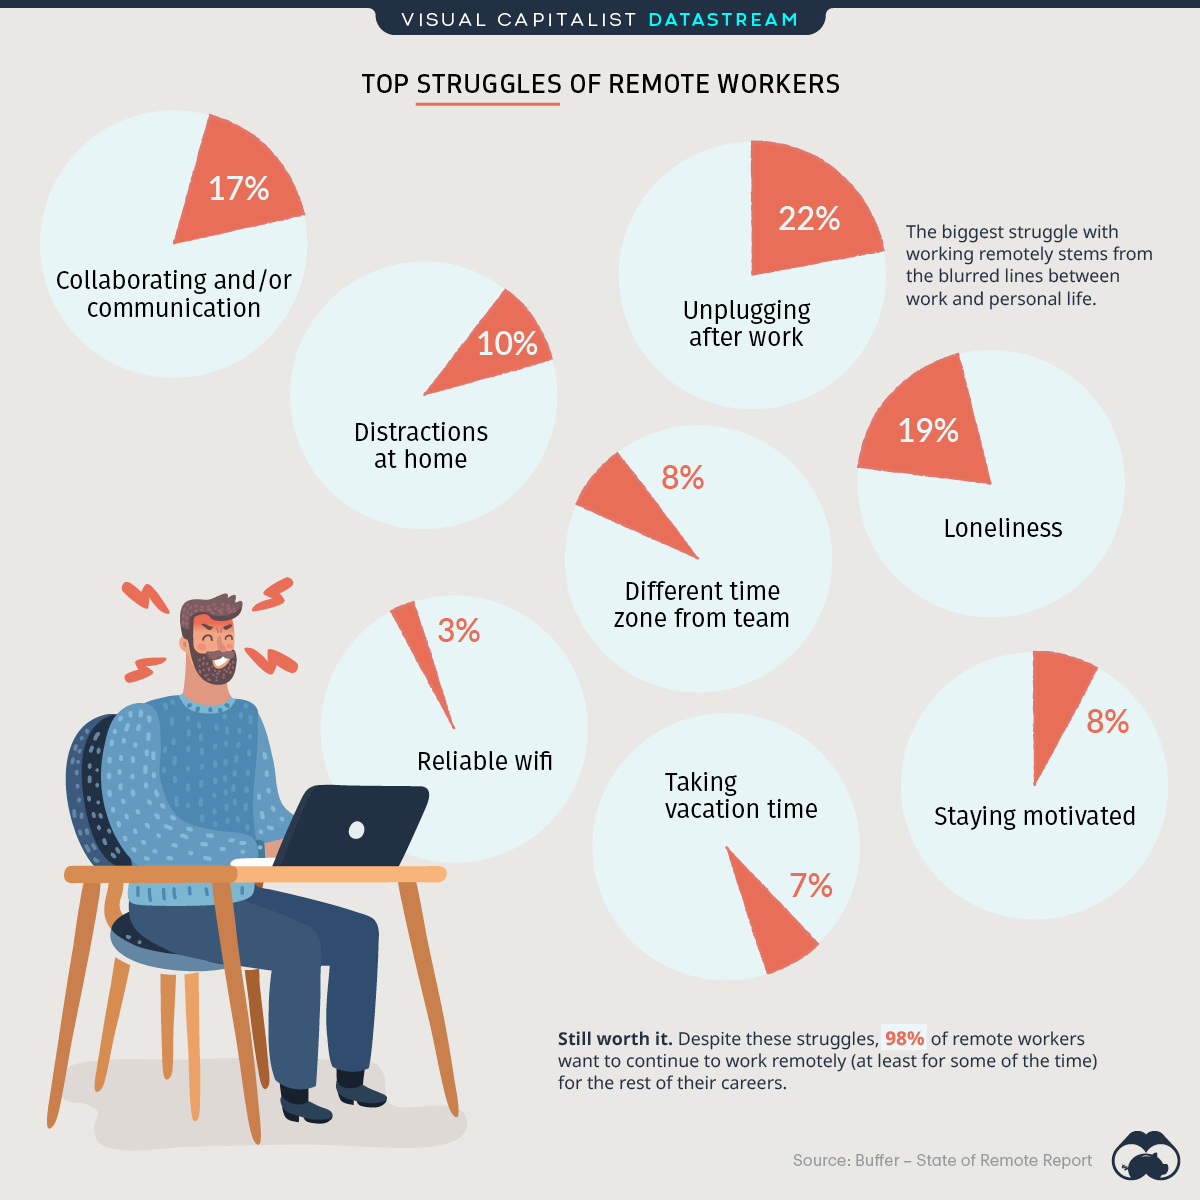 VISUAL CAPITALIST DATASTREAM
TOP STRUGGLES OF REMOTE WORKERS
17%
Collaborating and/or
communication
22%
Unplugging
after work
The biggest struggle with
working remotely stems from
the blurred lines between
work and personal life.
10%
Distractions
at home
19%
Loneliness
8%
Different time
zone from team
3%
Reliable wifi
8%
Staying motivated
Taking
vacation time
7%
Still worth it. Despite these struggles, 98% of remote workers
want to continue to work remotely (at least for some of the time)
for the rest of their careers.
Source: Buffer – State of Remote Report